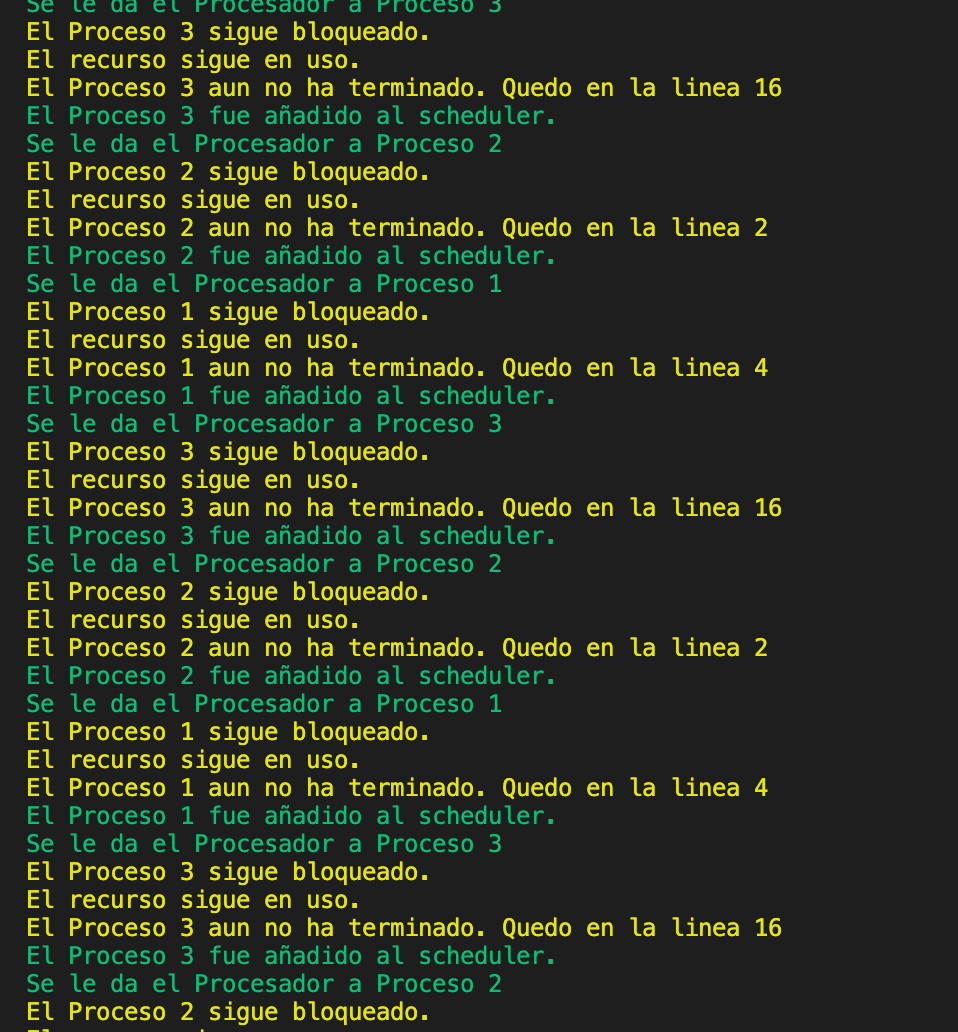 Se le da el Procesador a Proceso 3
El Proceso 3 sigue bloqueado.
El recurso sigue en uso.
El Proceso 3 aun no ha terminado. Quedo en la linea 16
El Proceso 3 fue añadido al scheduler.
Se le da el Procesador a Proceso 2
El Proceso 2 sigue bloqueado.
El recurso sigue en uso.
El Proceso 2 aun no ha terminado. Quedo en la linea 2
El Proceso 2 fue añadido al scheduler.
Se le da el Procesador a Proceso 1
El Proceso 1 sigue bloqueado.
El recurso sigue en uso.
El Proceso 1 aun no ha terminado. Quedo en la linea 4
El Proceso 1 fue añadido al scheduler.
Se le da el Procesador a Proceso 3
El Proceso 3 sigue bloqueado.
El recurso sigue en uso.
El Proceso 3 aun no ha terminado. Quedo en la linea 16
El Proceso 3 fue añadido al scheduler.
Se le da el Procesador a Proceso 2
El Proceso 2 sigue bloqueado.
El recurso sigue en uso.
El Proceso 2 aun no ha terminado. Quedo en la linea 2
El Proceso 2 fue añadido al scheduler.
Se le da el Procesador a Proceso 1
El Proceso 1 sigue bloqueado.
El recurso sigue en uso.
El Proceso 1 aun no ha terminado. Quedo en la linea 4
El Proceso 1 fue añadido al scheduler.
Se le da el Procesador a Proceso 3
El Proceso 3 sigue bloqueado.
El recurso sigue en uso.
El Proceso 3 aun no ha terminado. Quedo en la linea 16
El Proceso 3 fue añadido al scheduler.
Se le da el Procesador a Proceso 2
El Proceso 2 sigue bloqueado.